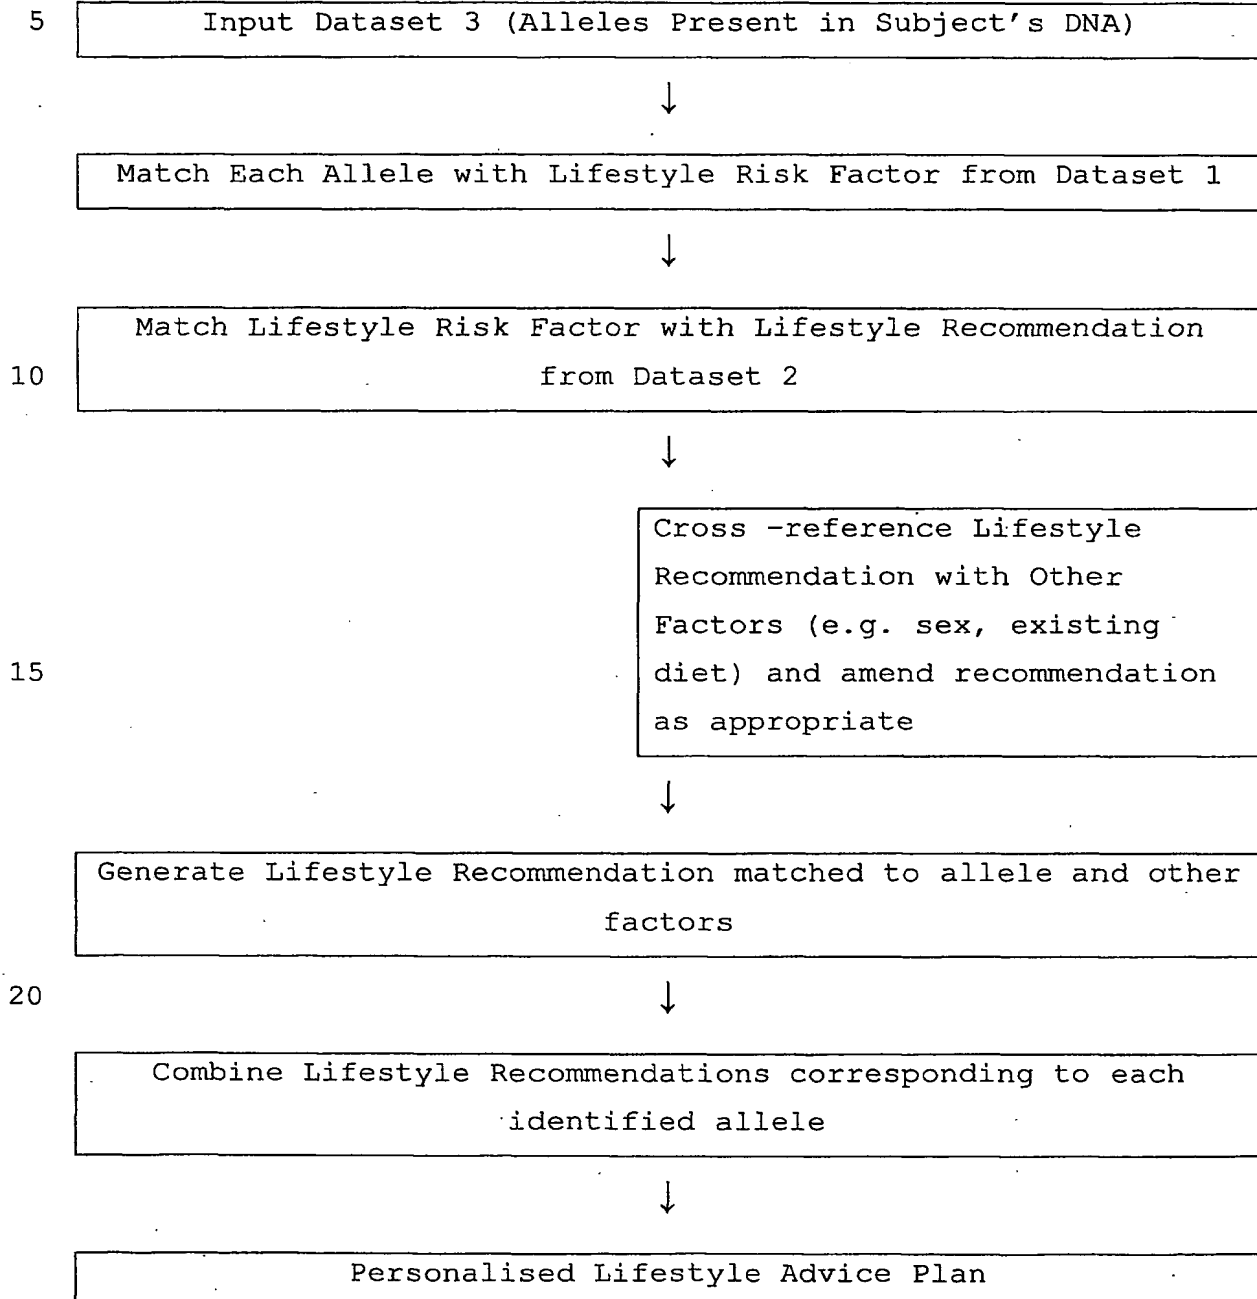 5 Input Dataset 3 (Alleles Present in Subject's DNA)
↓
Match Each Allele with Lifestyle Risk Factor from Dataset 1
↓
Match Lifestyle Risk Factor with Lifestyle Recommendation
10 from Dataset 2
↓
Cross -reference Lifestyle
Recommendation with Other
Factors (e.g. sex, existing
15 diet) and amend recommendation
as appropriate
↓
Generate Lifestyle Recommendation matched to allele and other
factors
20 ↓
Combine Lifestyle Recommendations corresponding to each
identified allele
↓
Personalised Lifestyle Advice Plan